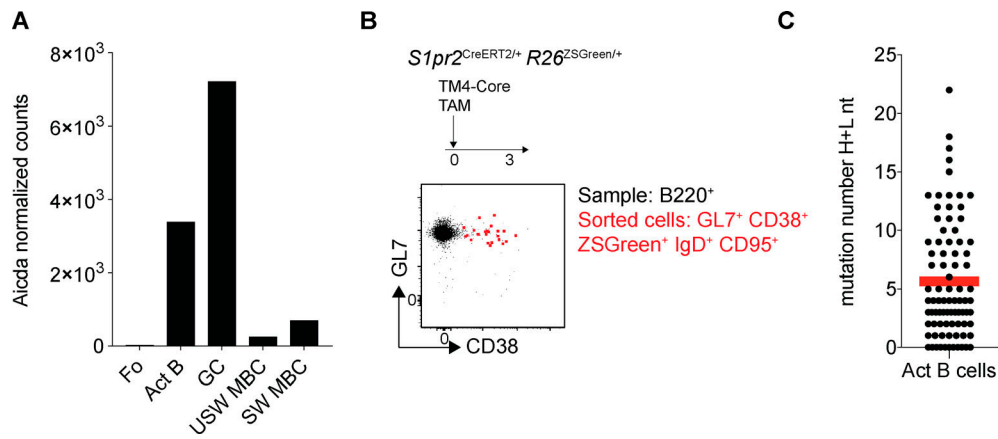 A
Aicda normalized counts
8×10³
6×10³
4×10³
2×10³
0
Fo
Act B
GC
USW MBC
SW MBC
B
S1pr2CreERT2/+ R26ZSGreen/+
TM4-Core
TAM
0 3
GL7
0
0
CD38
Sample: B220⁺
Sorted cells: GL7⁺ CD38⁺
ZSGreen⁺ IgD⁺ CD95⁺
C
mutation number H+L nt
25
20
15
10
5
0
Act B cells